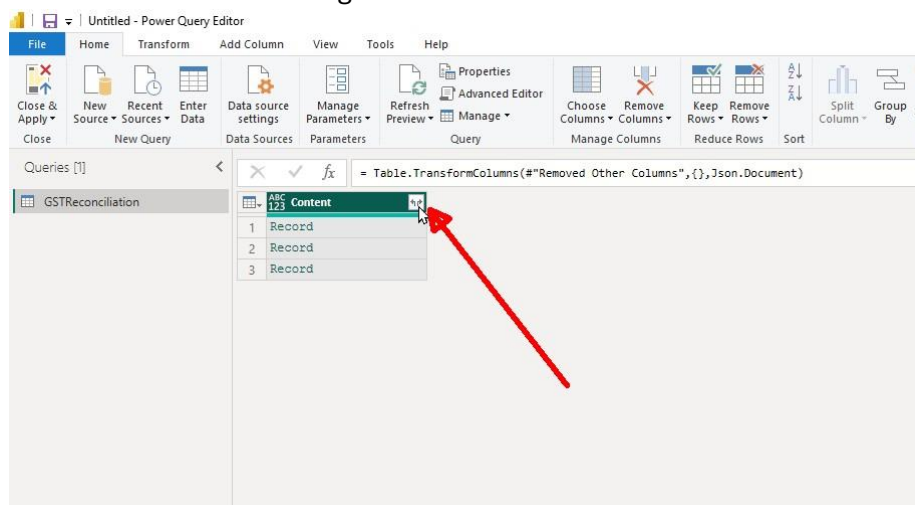 Untitled - Power Query Editor
File Home Transform Add Column View Tools Help
Close & Apply
New Source
Recent Sources
Enter Data
Data source settings
Manage Parameters
Refresh Preview
Properties
Advanced Editor
Manage
Choose Columns
Remove Columns
Keep Rows
Remove Rows
Split Column
Group By
Close New Query Data Sources Parameters Query Manage Columns Reduce Rows Sort
Queries [1]
fx = Table.TransformColumns(#"Removed Other Columns",{},Json.Document)
GSTReconciliation
ABC 123 Content
1 Record
2 Record
3 Record